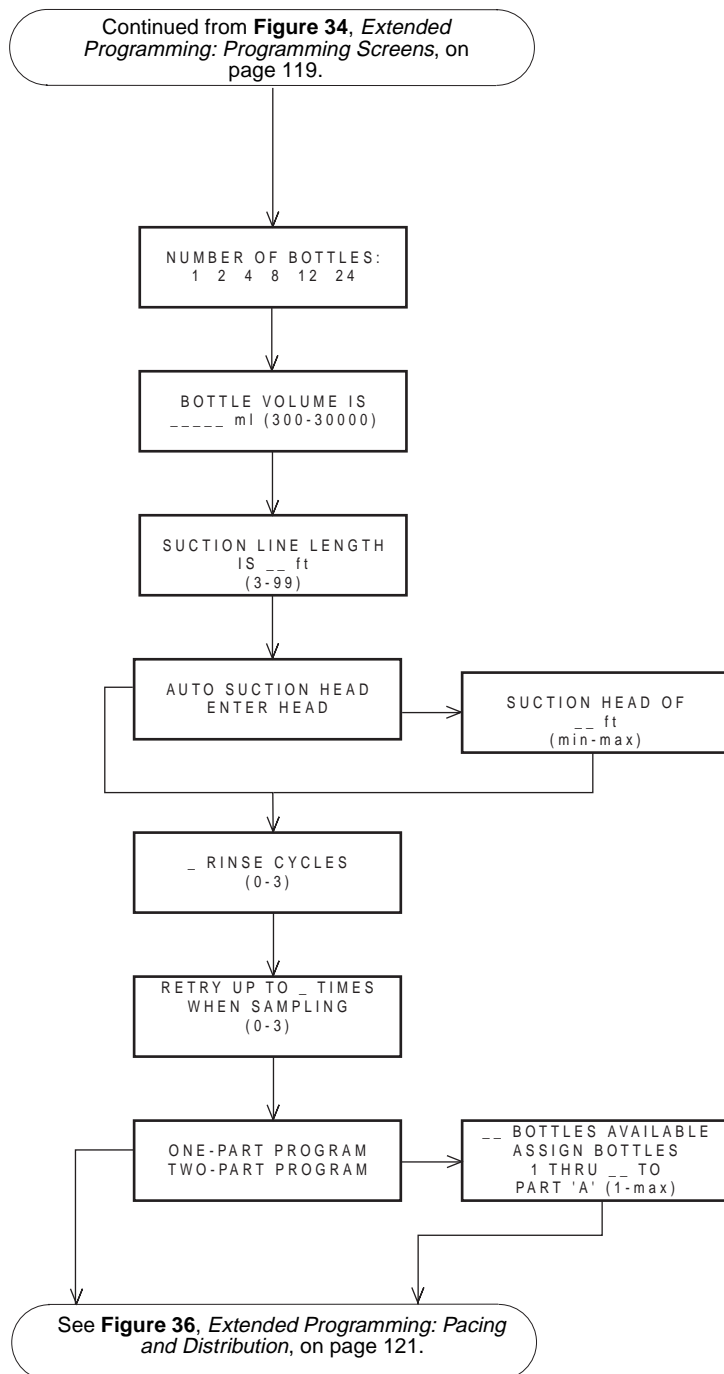 Continued from Figure 34, Extended
Programming: Programming Screens, on
page 119.
NUMBER OF BOTTLES:
1 2 4 8 12 24
BOTTLE VOLUME IS
_____ ml (300-30000)
SUCTION LINE LENGTH
IS __ ft
(3-99)
AUTO SUCTION HEAD
ENTER HEAD
SUCTION HEAD OF
__ ft
(min-max)
_ RINSE CYCLES
(0-3)
RETRY UP TO _ TIMES
WHEN SAMPLING
(0-3)
ONE-PART PROGRAM
TWO-PART PROGRAM
__ BOTTLES AVAILABLE
ASSIGN BOTTLES
1 THRU __ TO
PART 'A' (1-max)
See Figure 36, Extended Programming: Pacing
and Distribution, on page 121.